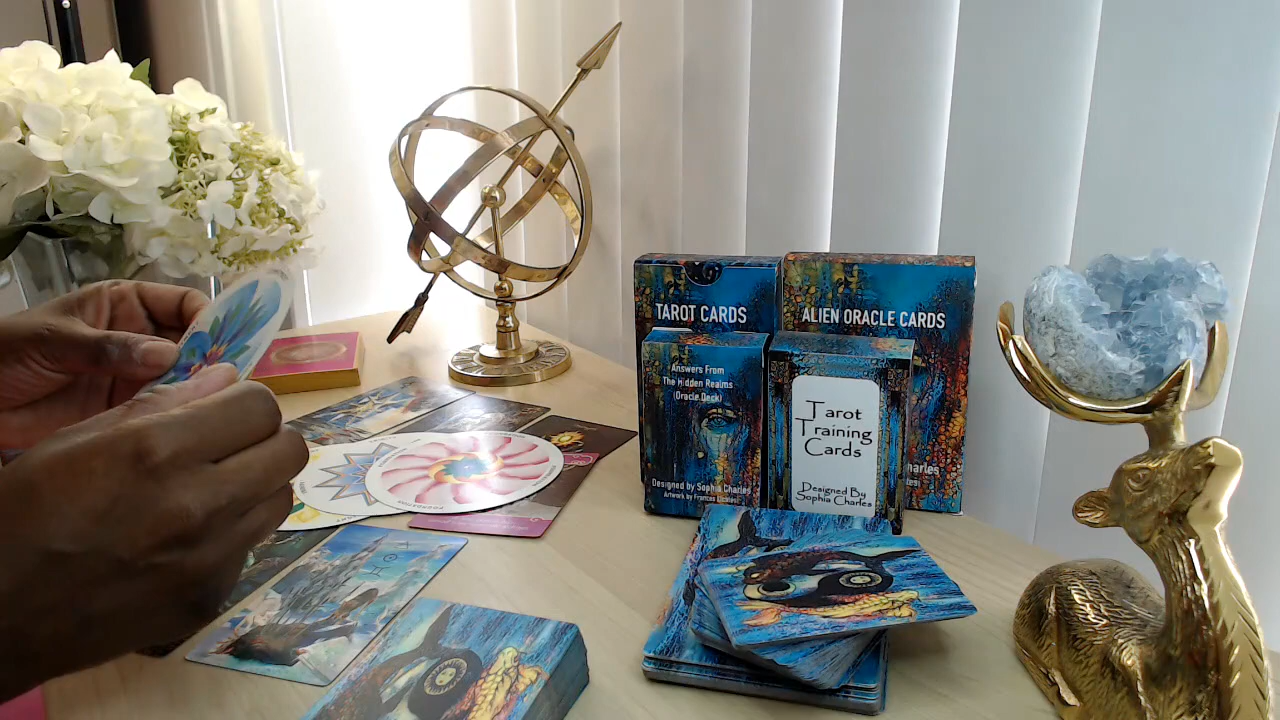 TAROT CARDS
ALIEN ORACLE CARDS
Answers From
The Hidden Realms
(Oracle Deck)
Designed by Sophia Charles
Artwork by Frances
Tarot
Training
Cards
Designed By
Sophia Charles